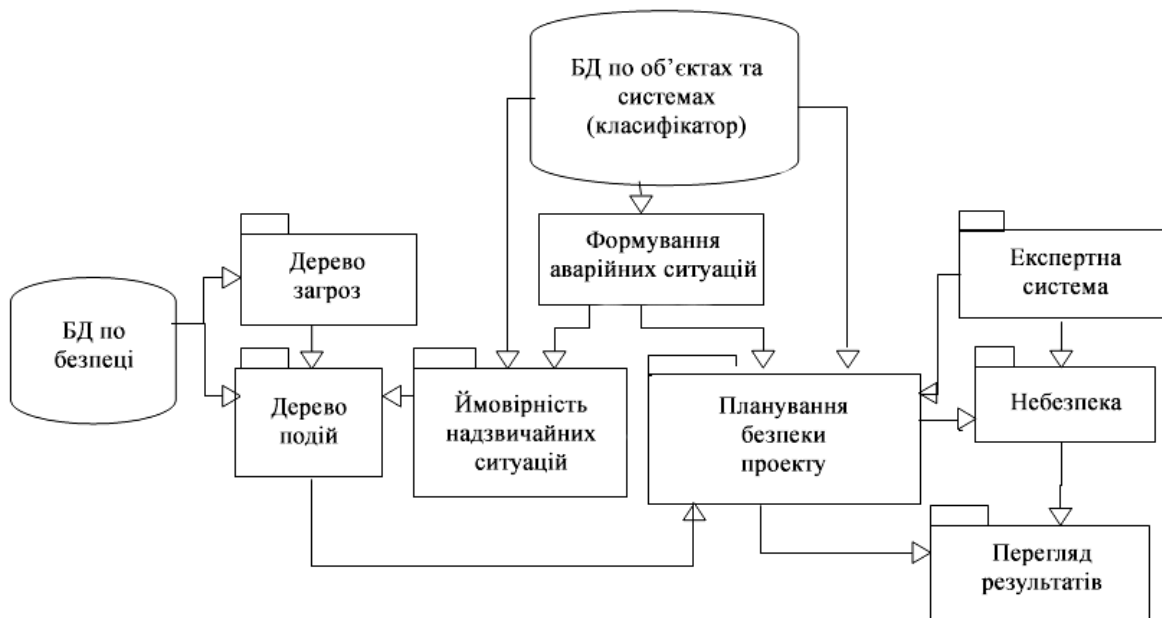 БД по об’єктах та
системах
(класифікатор)
Формування
аварійних ситуацій
Дерево
загроз
Експертна
система
БД по
безпеці
Дерево
подій
Ймовірність
надзвичайних
ситуацій
Планування
безпеки
проекту
Небезпека
Перегляд
результатів